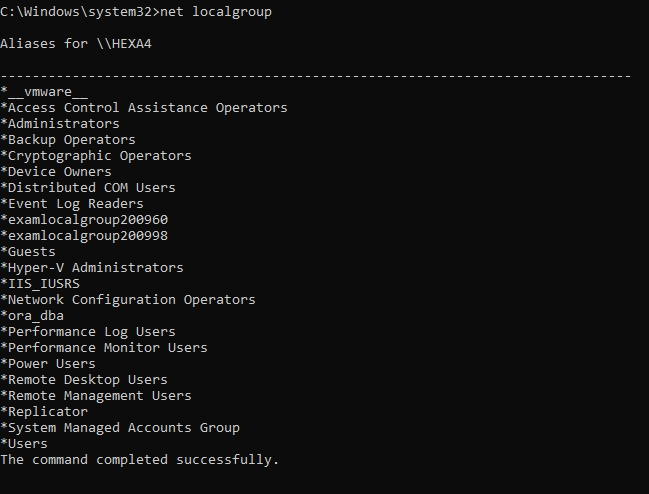 C:\Windows\system32>net localgroup
Aliases for \\HEXA4
-------------------------------------------------------------------------------
*__vmware__
*Access Control Assistance Operators
*Administrators
*Backup Operators
*Cryptographic Operators
*Device Owners
*Distributed COM Users
*Event Log Readers
*examlocalgroup200960
*examlocalgroup200998
*Guests
*Hyper-V Administrators
*IIS_IUSRS
*Network Configuration Operators
*ora_dba
*Performance Log Users
*Performance Monitor Users
*Power Users
*Remote Desktop Users
*Remote Management Users
*Replicator
*System Managed Accounts Group
*Users
The command completed successfully.